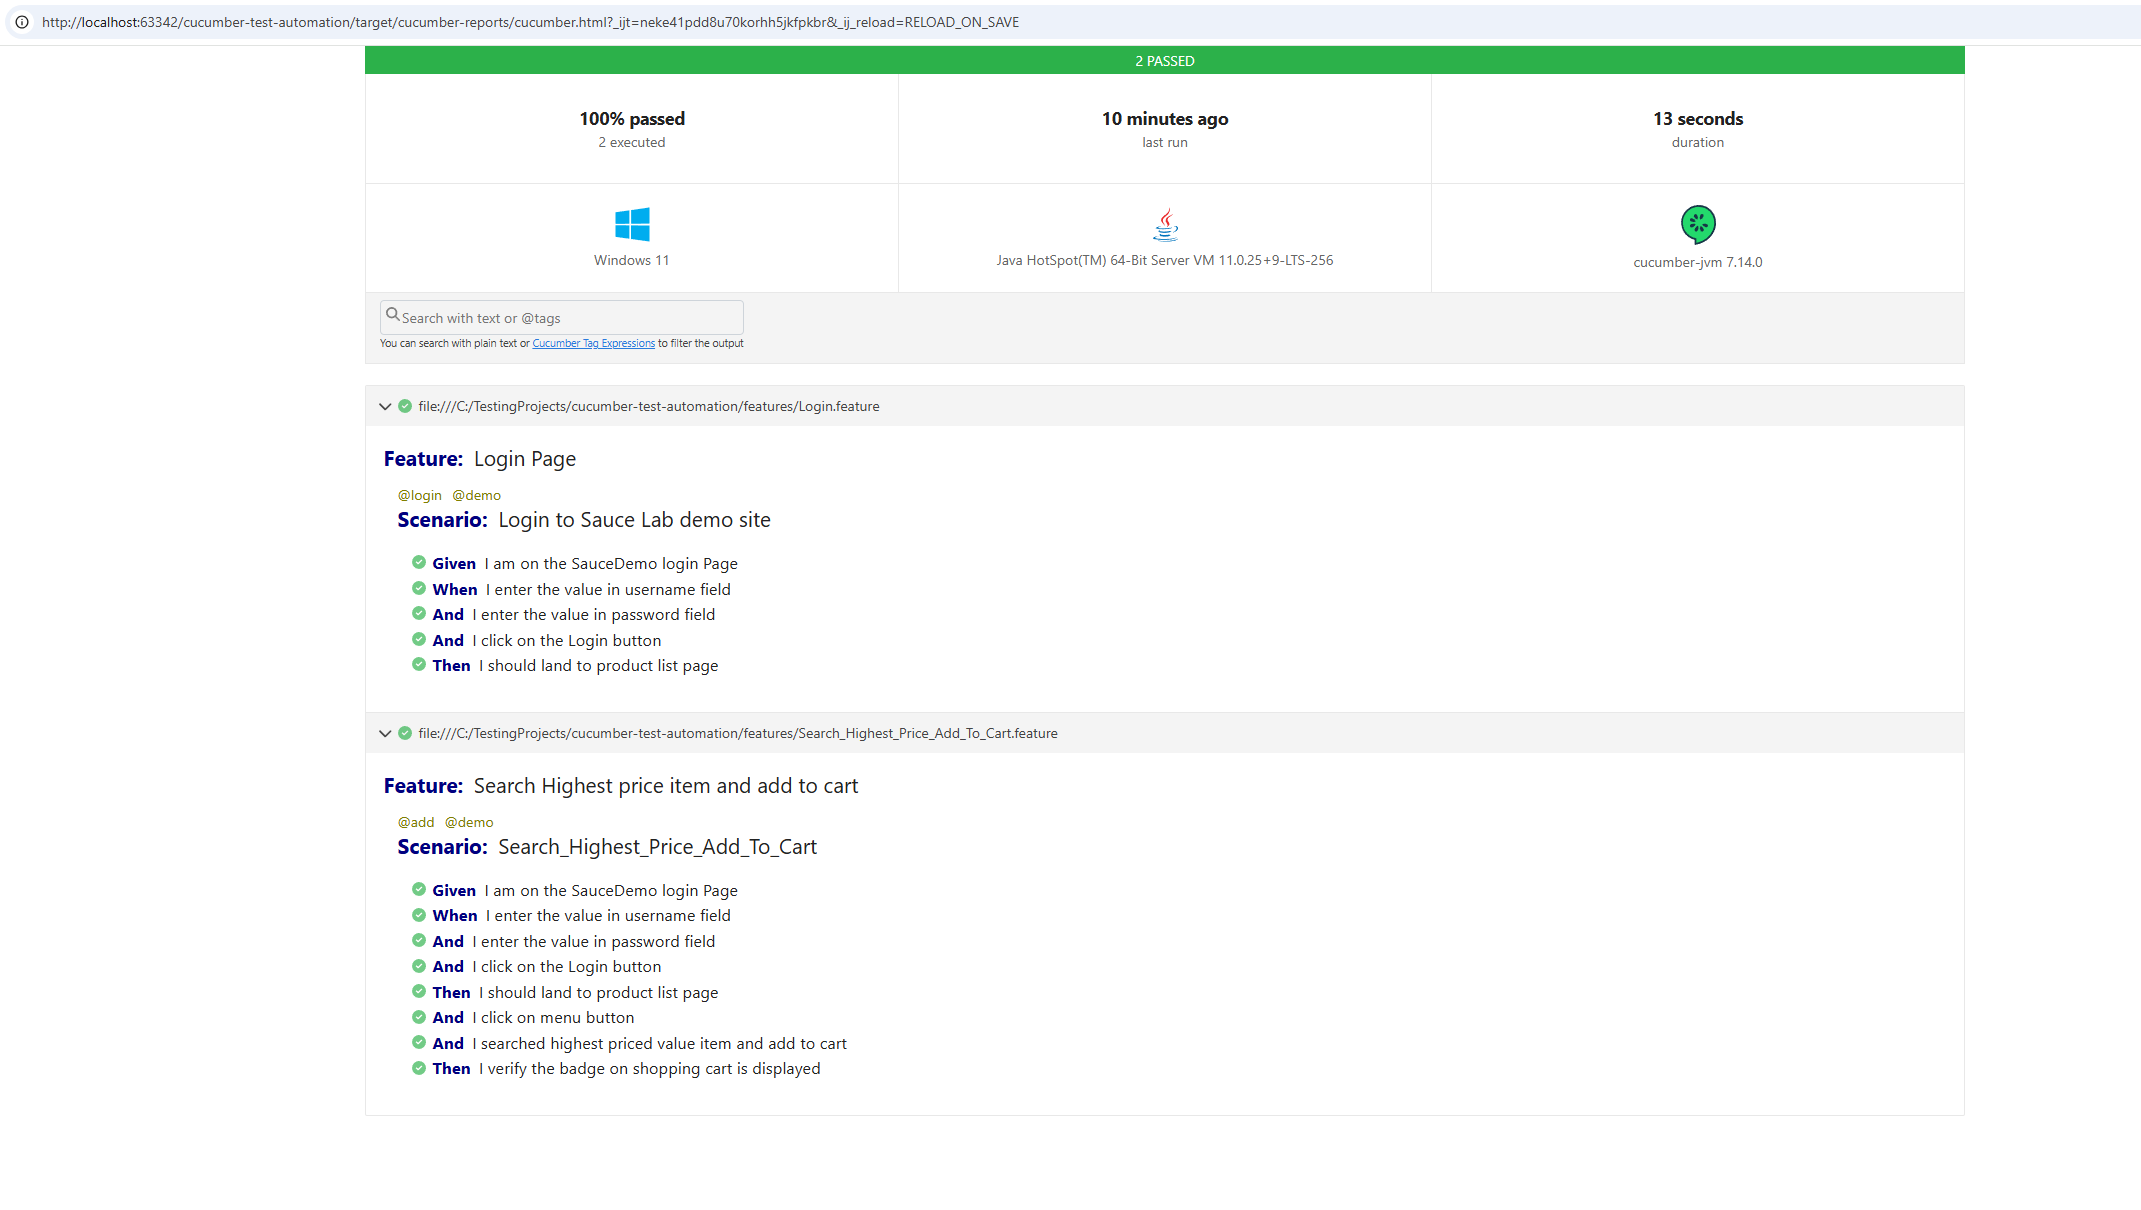 http://localhost:63342/cucumber-test-automation/target/cucumber-reports/cucumber.html?_ijt=neke41pdd8u70korhh5jkfpkbr&_ij_reload=RELOAD_ON_SAVE
2 PASSED
100% passed
2 executed
10 minutes ago
last run
13 seconds
duration
Windows 11
Java HotSpot(TM) 64-Bit Server VM 11.0.25+9-LTS-256
cucumber-jvm 7.14.0
Search with text or @tags
You can search with plain text or Cucumber Tag Expressions to filter the output
file:///C:/TestingProjects/cucumber-test-automation/features/Login.feature
Feature: Login Page
@login @demo
Scenario: Login to Sauce Lab demo site
Given I am on the SauceDemo login Page
When I enter the value in username field
And I enter the value in password field
And I click on the Login button
Then I should land to product list page
file:///C:/TestingProjects/cucumber-test-automation/features/Search_Highest_Price_Add_To_Cart.feature
Feature: Search Highest price item and add to cart
@add @demo
Scenario: Search_Highest_Price_Add_To_Cart
Given I am on the SauceDemo login Page
When I enter the value in username field
And I enter the value in password field
And I click on the Login button
Then I should land to product list page
And I click on menu button
And I searched highest priced value item and add to cart
Then I verify the badge on shopping cart is displayed